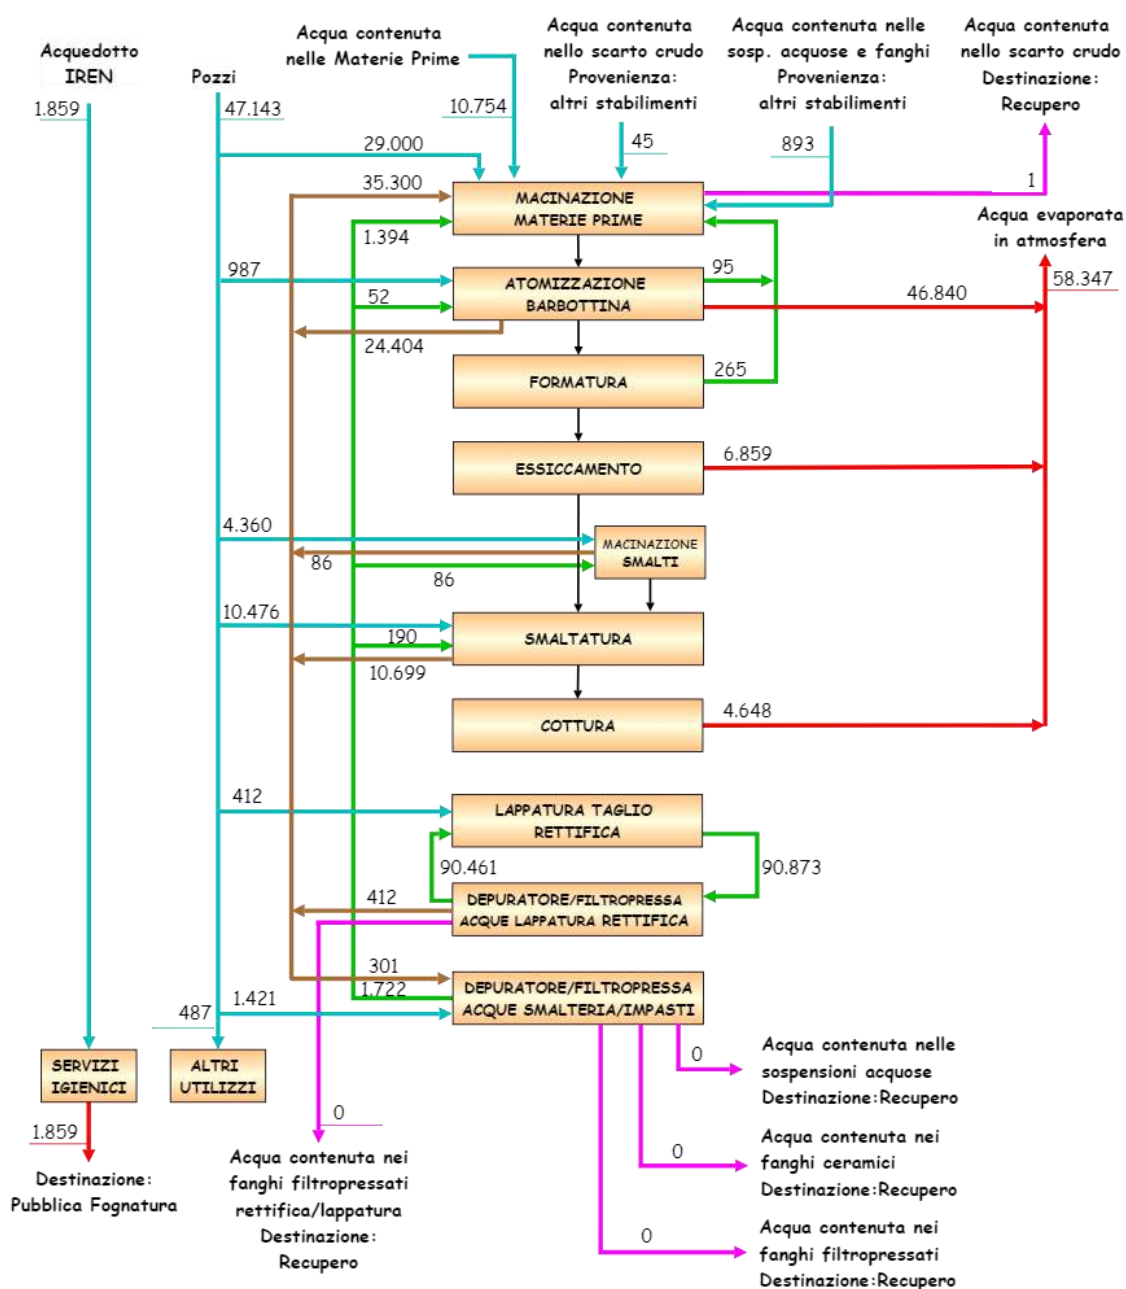 Acquedotto
IREN
1.859
Pozzi
47.143
Acqua contenuta
nelle Materie Prime
10.754
Acqua contenuta
nello scarto crudo
Provenienza:
altri stabilimenti
45
Acqua contenuta nelle
sosp. acquose e fanghi
Provenienza:
altri stabilimenti
893
Acqua contenuta
nello scarto crudo
Destinazione:
Recupero
1
29.000
35.300
MACINAZIONE
MATERIE PRIME
1.394
Acqua evaporata
in atmosfera
58.347
987
52
ATOMIZZAZIONE
BARBOTTINA
95
46.840
24.404
FORMATURA
265
ESSICCAMENTO
6.859
4.360
86
86
MACINAZIONE
SMALTI
10.476
190
SMALTATURA
10.699
COTTURA
4.648
412
LAPPATURA TAGLIO
RETTIFICA
90.461
90.873
412
DEPURATORE/FILTROPRESSA
ACQUE LAPPATURA RETTIFICA
301
1.722
DEPURATORE/FILTROPRESSA
ACQUE SMALTERIA/IMPASTI
1.421
487
SERVIZI
IGIENICI
ALTRI
UTILIZZI
1.859
Destinazione:
Pubblica Fognatura
0
Acqua contenuta nei
fanghi filtropressati
rettifica/lappatura
Destinazione:
Recupero
0
Acqua contenuta nelle
sospensioni acquose
Destinazione:Recupero
0
Acqua contenuta nei
fanghi ceramici
Destinazione:Recupero
0
Acqua contenuta nei
fanghi filtropressati
Destinazione:Recupero